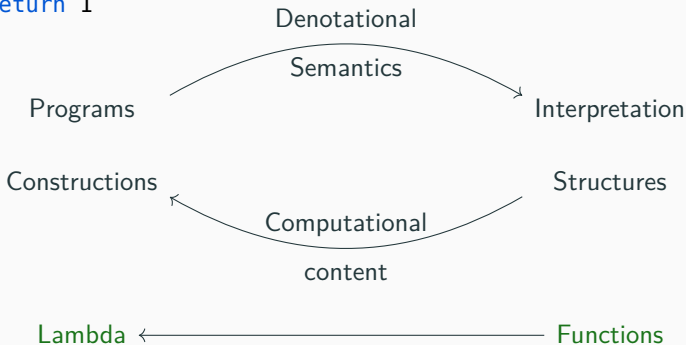 eturn 1
Denotational
Semantics
Programs
Interpretation
Constructions
Structures
Computational
content
Lambda
Functions